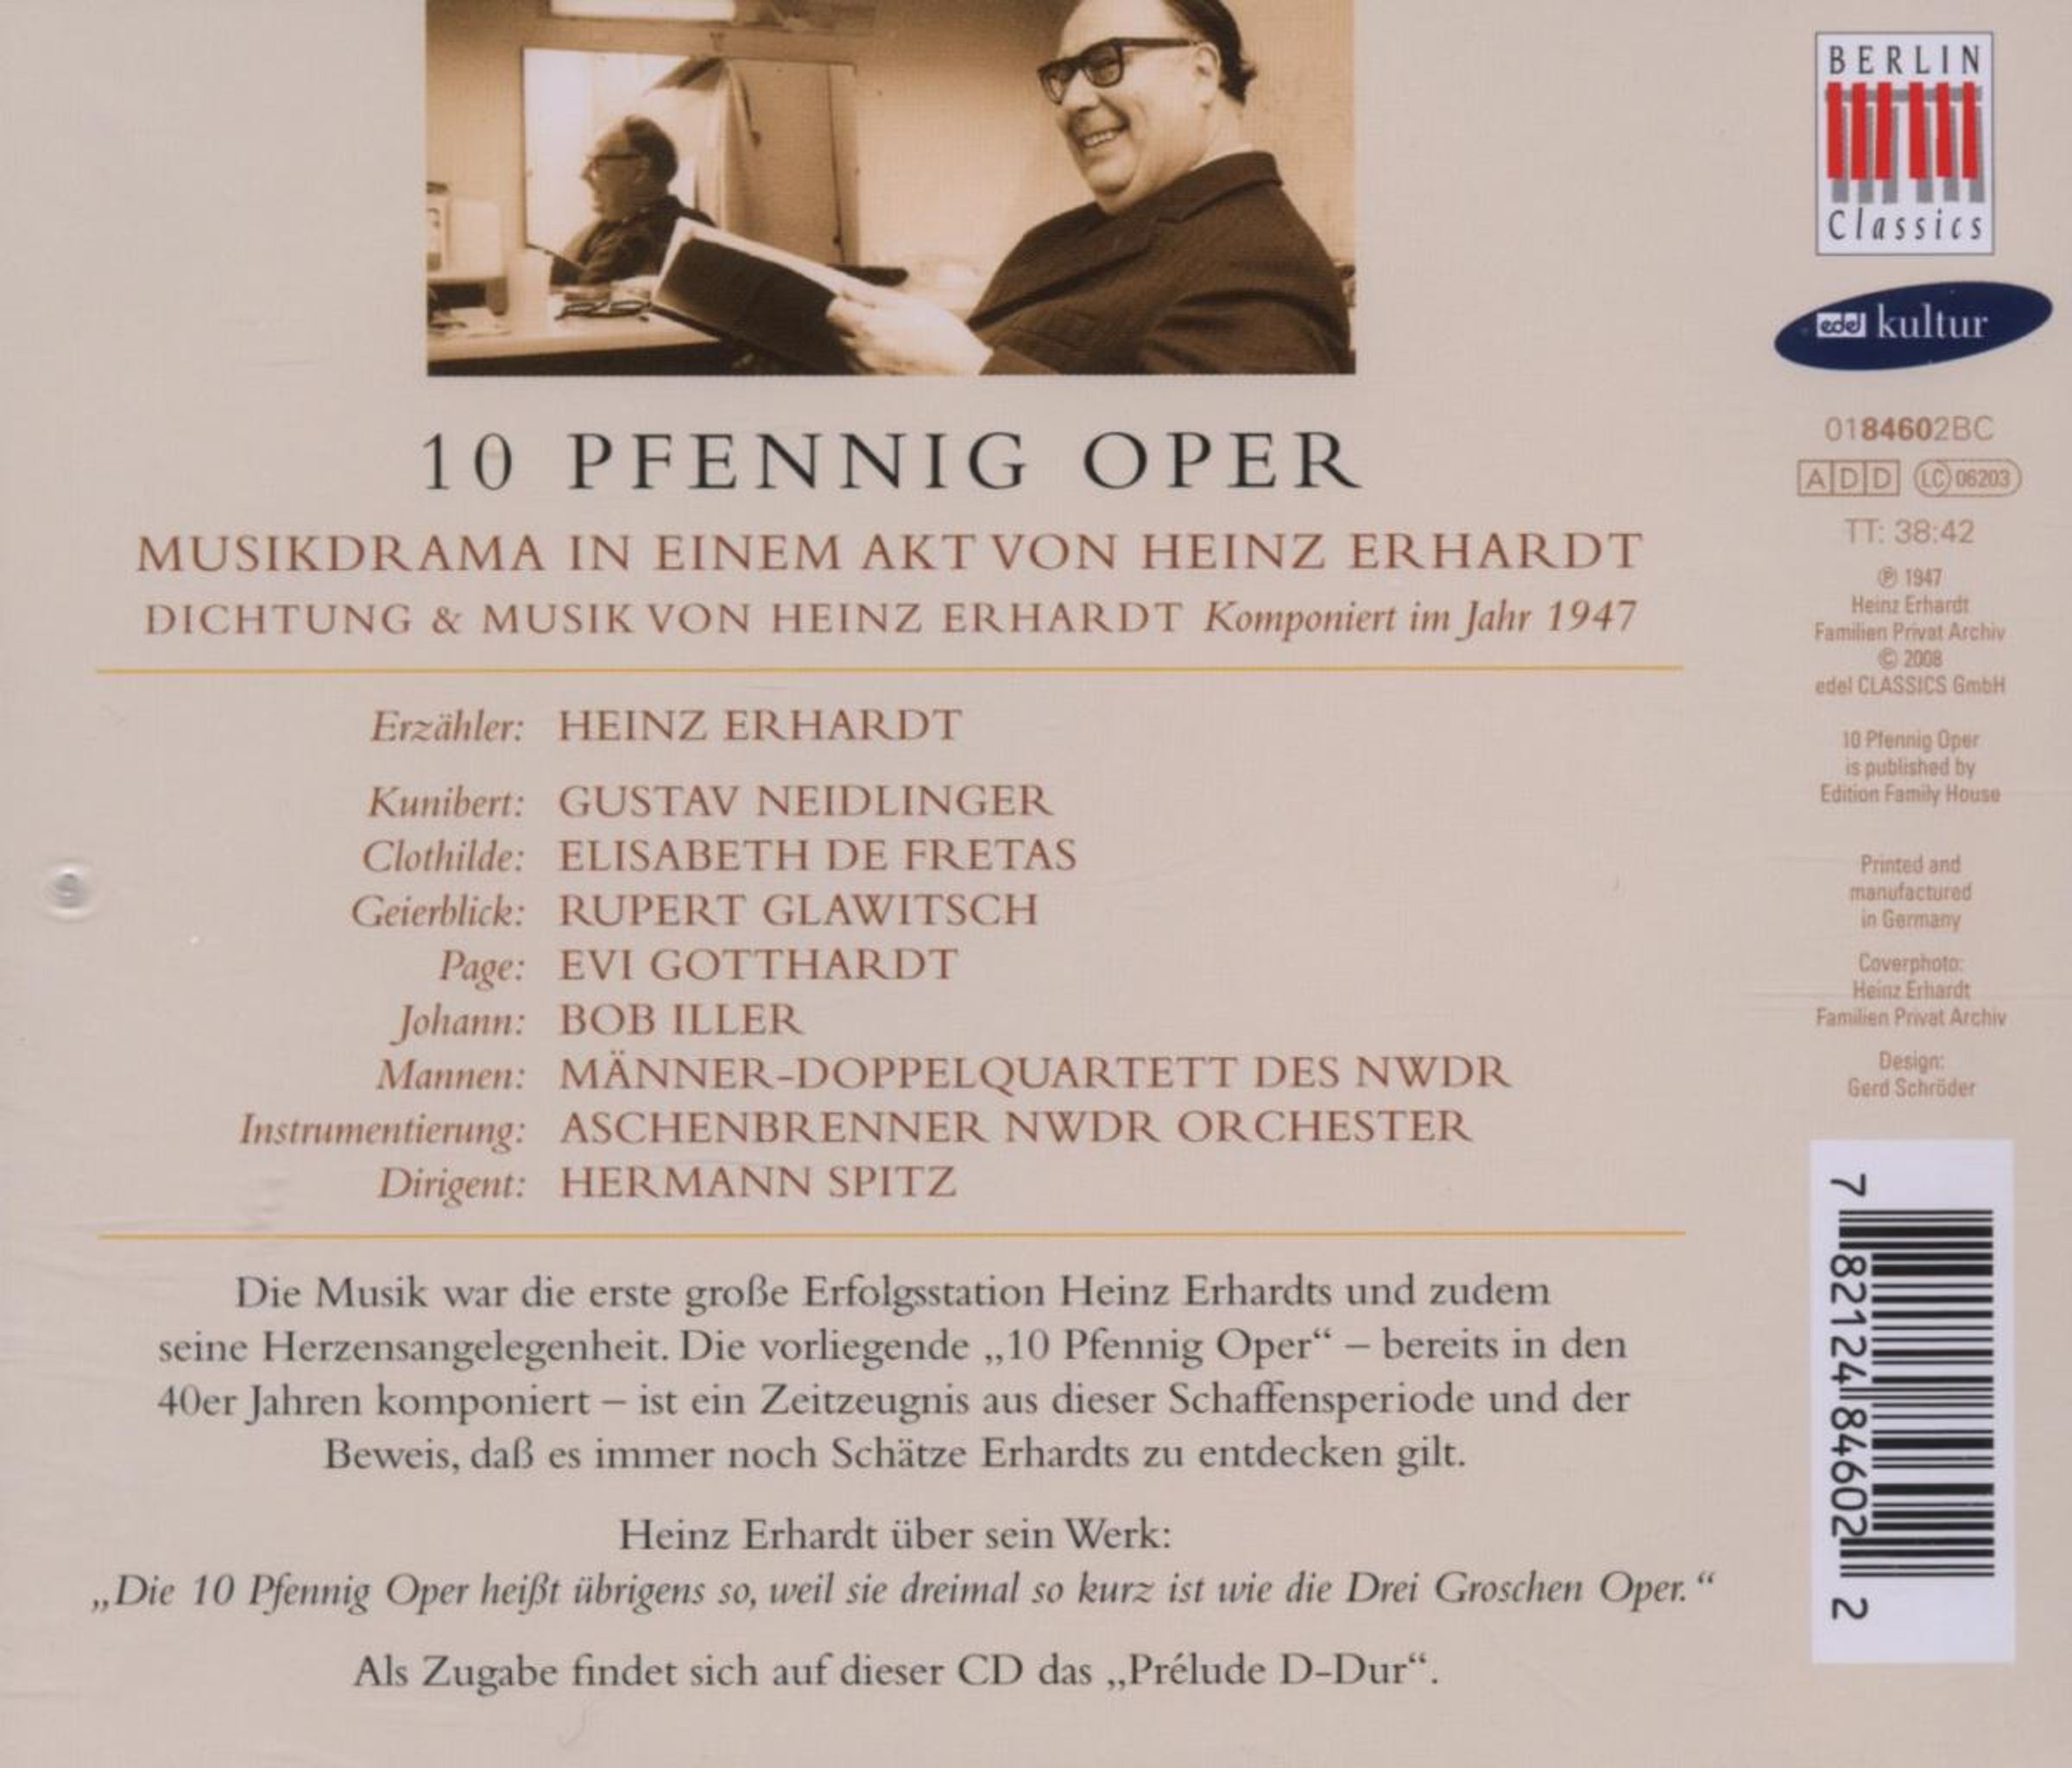 10 PFENNIG OPER
MUSIKDRAMA IN EINEM AKT VON HEINZ ERHARDT
DICHTUNG & MUSIK VON HEINZ ERHARDT Komponiert im Jahr 1947
Erzähler: HEINZ ERHARDT
Kunibert: GUSTAV NEIDLINGER
Clothilde: ELISABETH DE FRETAS
Geierblick: RUPERT GLAWITSCH
Page: EVI GOTTHARDT
Johann: BOB ILLER
Mannen: MÄNNER-DOPPELQUARTETT DES NWDR
Instrumentierung: ASCHENBRENNER NWDR ORCHESTER
Dirigent: HERMANN SPITZ
Die Musik war die erste große Erfolgsstation Heinz Erhardts und zudem
seine Herzensangelegenheit. Die vorliegende „10 Pfennig Oper“ – bereits in den
40er Jahren komponiert – ist ein Zeitzeugnis aus dieser Schaffensperiode und der
Beweis, daß es immer noch Schätze Erhardts zu entdecken gilt.
Heinz Erhardt über sein Werk:
„Die 10 Pfennig Oper heißt übrigens so, weil sie dreimal so kurz ist wie die Drei Groschen Oper.“
Als Zugabe findet sich auf dieser CD das „Prélude D-Dur“.
BERLIN
Classics
edel kultur
0184602BC
ADD LC 06203
TT: 38:42
℗ 1947
Heinz Erhardt
Familien Privat Archiv
© 2008
edel CLASSICS GmbH
10 Pfennig Oper
is published by
Edition Family House
Printed and
manufactured
in Germany
Coverphoto:
Heinz Erhardt
Familien Privat Archiv
Design:
Gerd Schröder
7 82124 84602 2